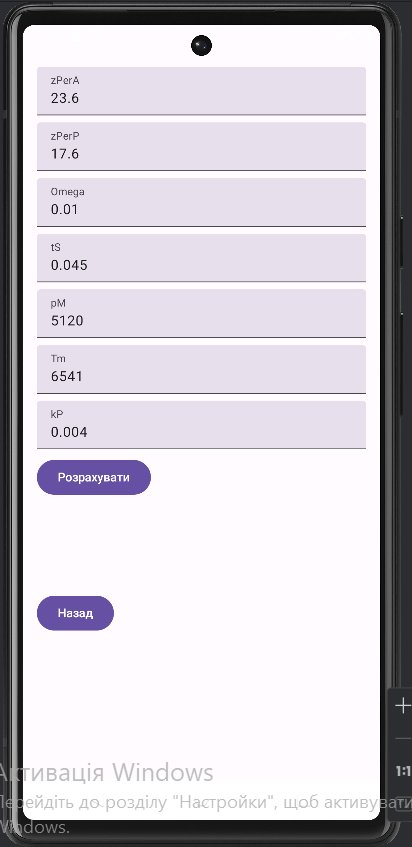 zPerA
23.6
zPerP
17.6
Omega
0.01
tS
0.045
pM
5120
Tm
6541
kP
0.004
Розрахувати
Назад
1:1
Активація Windows
Перейдіть до розділу "Настройки", щоб активувати
Windows.